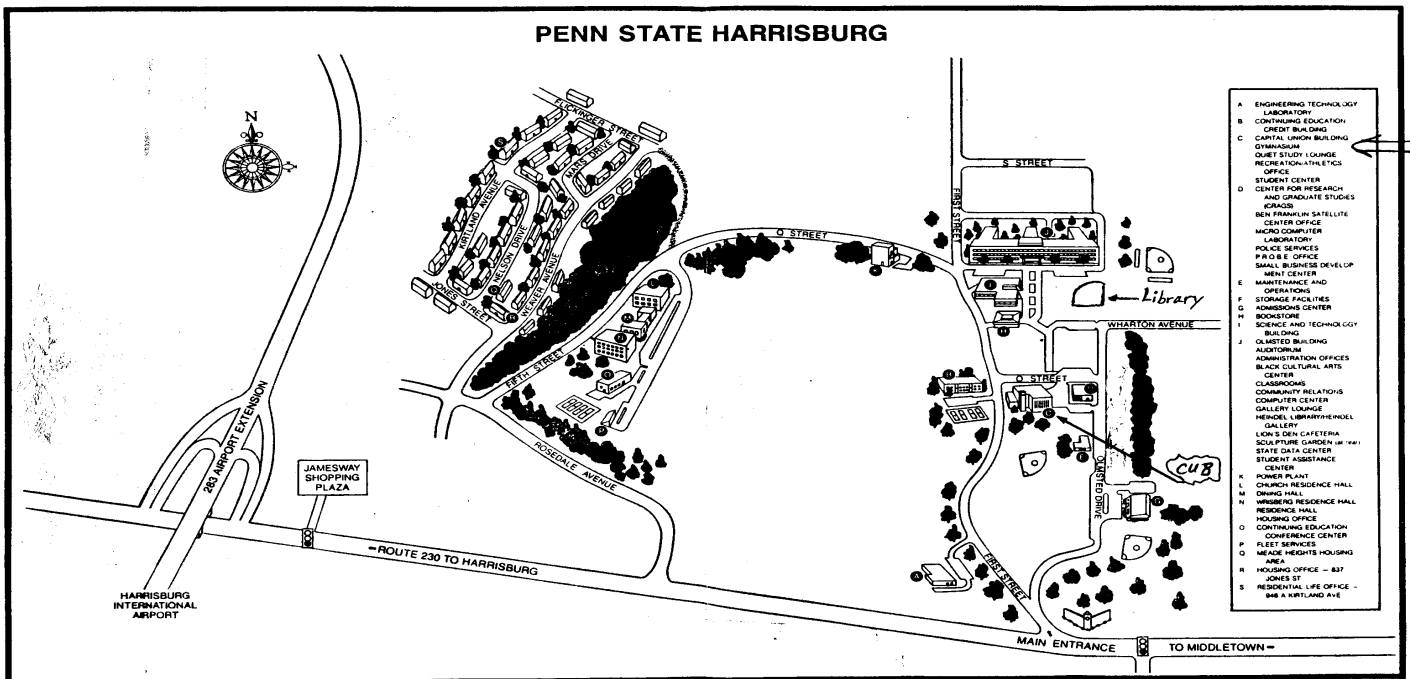 PENN STATE HARRISBURG
N
FLICKINGER STREET
MARS DRIVE
KIRTLAND AVENUE
NELSON DRIVE
WEAVER AVENUE
JONES STREET
FIFTH STREET
ROSEDALE AVENUE
O STREET
FIRST STREET
S STREET
Library
WHARTON AVENUE
O STREET
OLMSTED DRIVE
CUB
FIRST STREET
283 AIRPORT EXTENSION
JAMESWAY
SHOPPING
PLAZA
ROUTE 230 TO HARRISBURG
HARRISBURG
INTERNATIONAL
AIRPORT
A
MAIN ENTRANCE
TO MIDDLETOWN
A ENGINEERING TECHNOLOGY
LABORATORY
B CONTINUING EDUCATION
CREDIT BUILDING
C CAPITAL UNION BUILDING
GYMNASIUM
QUIET STUDY LOUNGE
RECREATION/ATHLETICS
OFFICE
STUDENT CENTER
D CENTER FOR RESEARCH
AND GRADUATE STUDIES
(CRAGS)
BEN FRANKLIN SATELLITE
CENTER OFFICE
MICRO COMPUTER
LABORATORY
POLICE SERVICES
P R O B E OFFICE
SMALL BUSINESS DEVELOP
MENT CENTER
E MAINTENANCE AND
OPERATIONS
F STORAGE FACILITIES
G ADMISSIONS CENTER
H BOOKSTORE
I SCIENCE AND TECHNOLOGY
BUILDING
J OLMSTED BUILDING
AUDITORIUM
ADMINISTRATION OFFICES
BLACK CULTURAL ARTS
CENTER
CLASSROOMS
COMMUNITY RELATIONS
COMPUTER CENTER
GALLERY LOUNGE
HEINDEL LIBRARY/HEINDEL
GALLERY
LION'S DEN CAFETERIA
SCULPTURE GARDEN
STATE DATA CENTER
STUDENT ASSISTANCE
CENTER
K POWER PLANT
L CHURCH RESIDENCE HALL
M DINING HALL
N WRISBERG RESIDENCE HALL
RESIDENCE HALL
HOUSING OFFICE
O CONTINUING EDUCATION
CONFERENCE CENTER
P FLEET SERVICES
Q MEADE HEIGHTS HOUSING
AREA
R HOUSING OFFICE – 837
JONES ST
S RESIDENTIAL LIFE OFFICE –
946 A KIRTLAND AVE